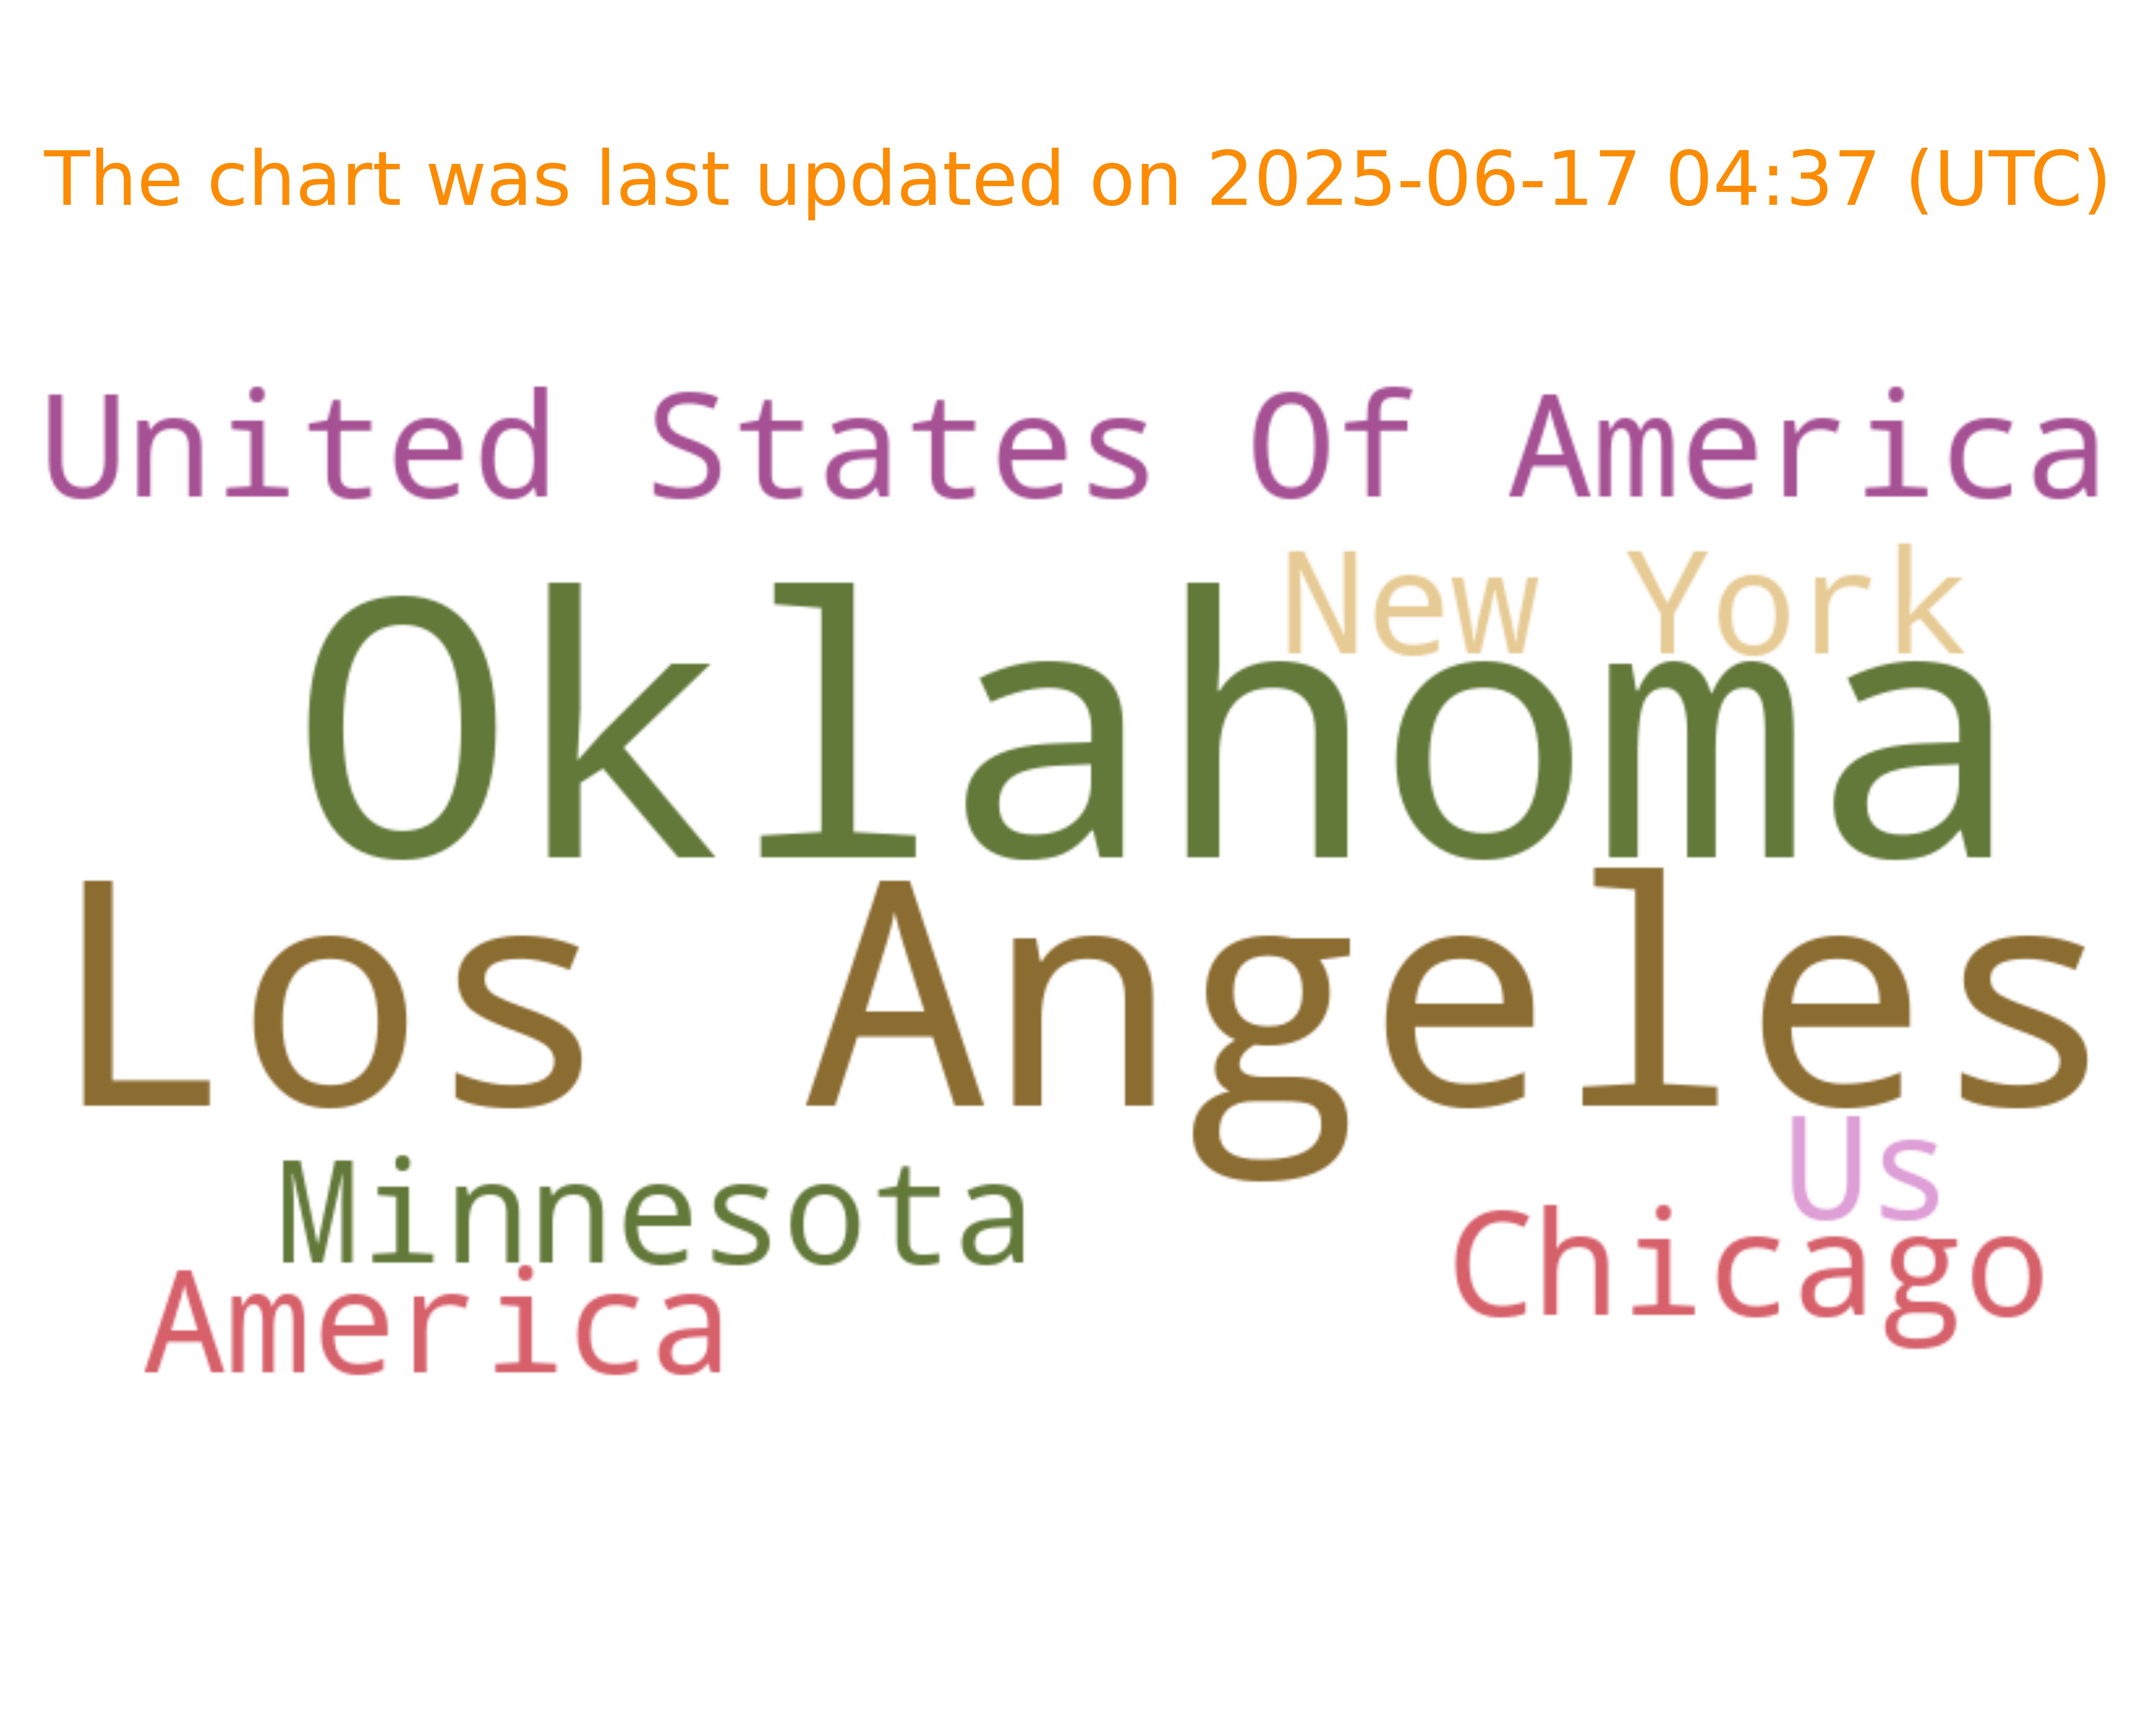 The chart was last updated on 2025-06-17 04:37 (UTC)
United States Of America
New York
Oklahoma
Los Angeles
Us
Minnesota
Chicago
America